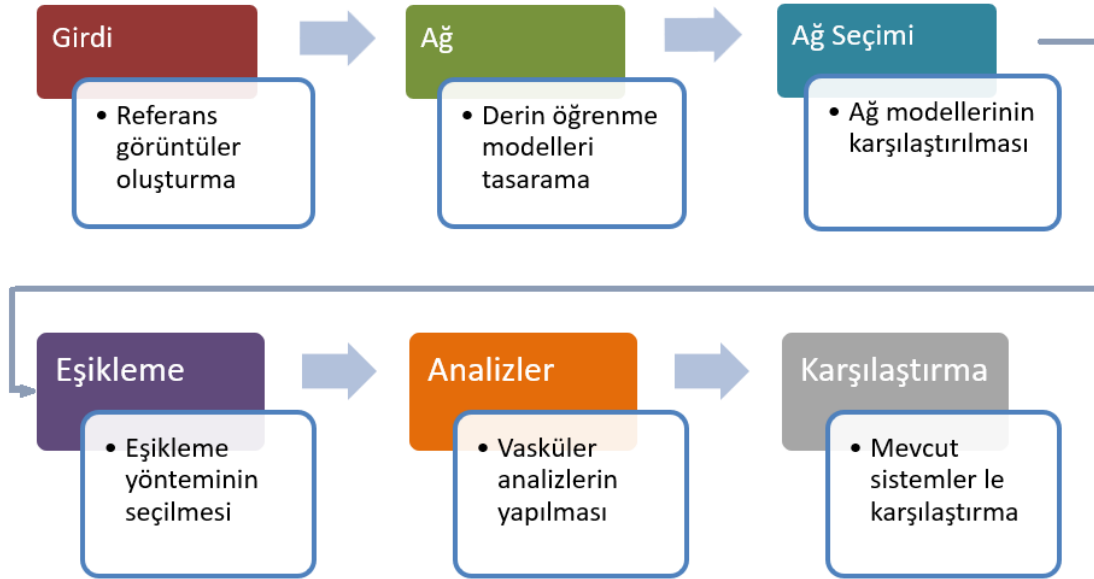 Girdi
• Referans
görüntüler
oluşturma
Ağ
• Derin öğrenme
modelleri
tasarama
Ağ Seçimi
• Ağ modellerinin
karşılaştırılması
Eşikleme
• Eşikleme
yönteminin
seçilmesi
Analizler
• Vasküler
analizlerin
yapılması
Karşılaştırma
• Mevcut
sistemler le
karşılaştırma